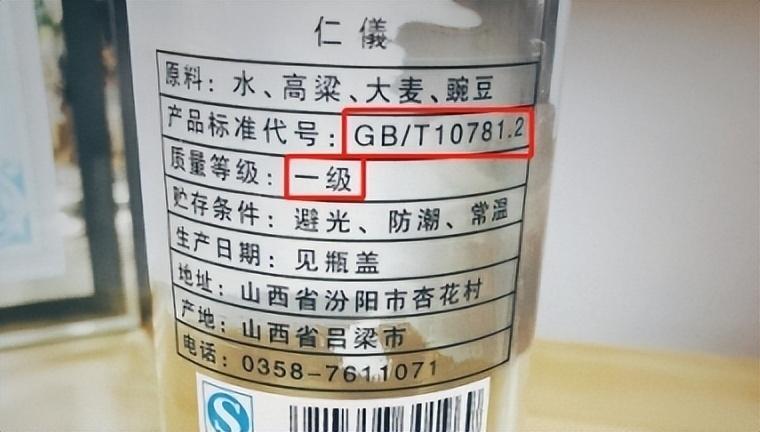 仁儀
原料：水、高粱、大麦、豌豆
产品标准代号：GB/T10781.2
质量等级：一级
贮存条件：避光、防潮、常温
生产日期：见瓶盖
地址：山西省汾阳市杏花村
产地：山西省吕梁市
电话：0358-7611071